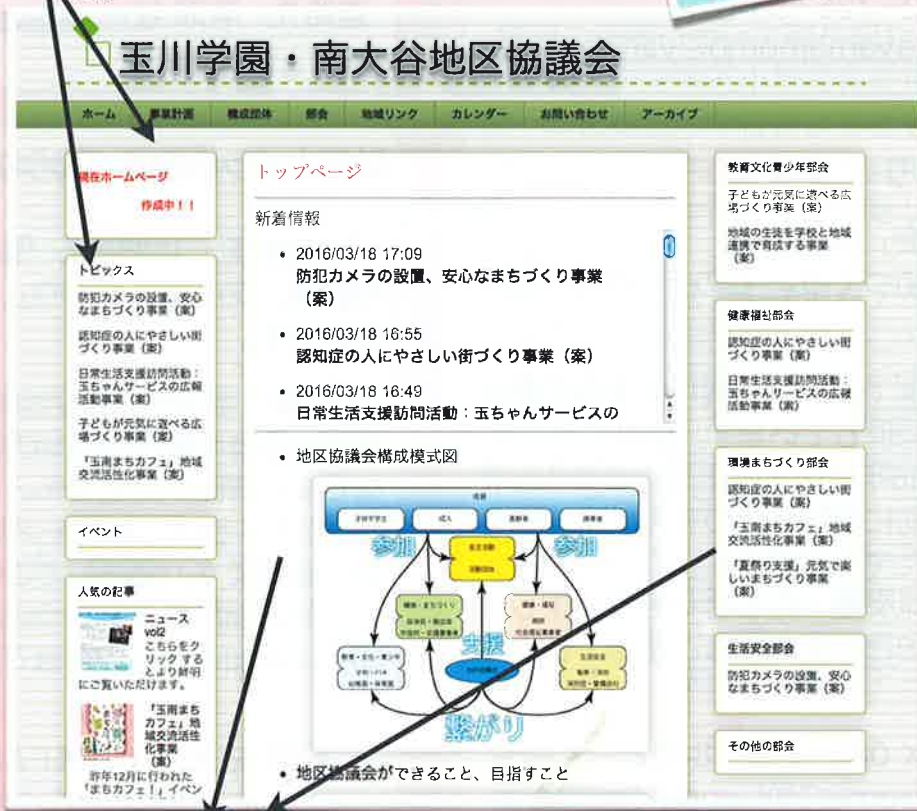 玉川学園・南大谷地区協議会
ホーム 事業計画 構成団体 部会 地域リンク カレンダー お問い合わせ アーカイブ
現在ホームページ
作成中！！
トピックス
防犯カメラの設置、安心
なまちづくり事業（案）
認知症の人にやさしい街
づくり事業（案）
日常生活支援訪問活動：
玉ちゃんサービスの広報
活動事業（案）
子どもが元気に遊べる広
場づくり事業（案）
「玉南まちカフェ」地域
交流活性化事業（案）
イベント
人気の記事
ニュース
vol2
こちらをク
リック する
とより鮮明
にご覧いただけます。
「玉南まち
カフェ」地
域交流活性
化事業
（案）
昨年12月に行われた
「まちカフェ！」イベン
トップページ
新着情報
• 2016/03/18 17:09
防犯カメラの設置、安心なまちづくり事業
（案）
• 2016/03/18 16:55
認知症の人にやさしい街づくり事業（案）
• 2016/03/18 16:49
日常生活支援訪問活動：玉ちゃんサービスの
• 地区協議会構成模式図
成人
高齢者
障害者
参加
参加
健康・福祉
支援
生活安全
繋がり
• 地区協議会ができること、目指すこと
教育文化青少年部会
子どもが元気に遊べる広
場づくり事業（案）
地域の生徒を学校と地域
連携で育成する事業
（案）
健康福祉部会
認知症の人にやさしい街
づくり事業（案）
日常生活支援訪問活動：
玉ちゃんサービスの広報
活動事業（案）
環境まちづくり部会
認知症の人にやさしい街
づくり事業（案）
「玉南まちカフェ」地域
交流活性化事業（案）
「夏祭り支援」元気で楽
しいまちづくり事業
（案）
生活安全部会
防犯カメラの設置、安心
なまちづくり事業（案）
その他の部会